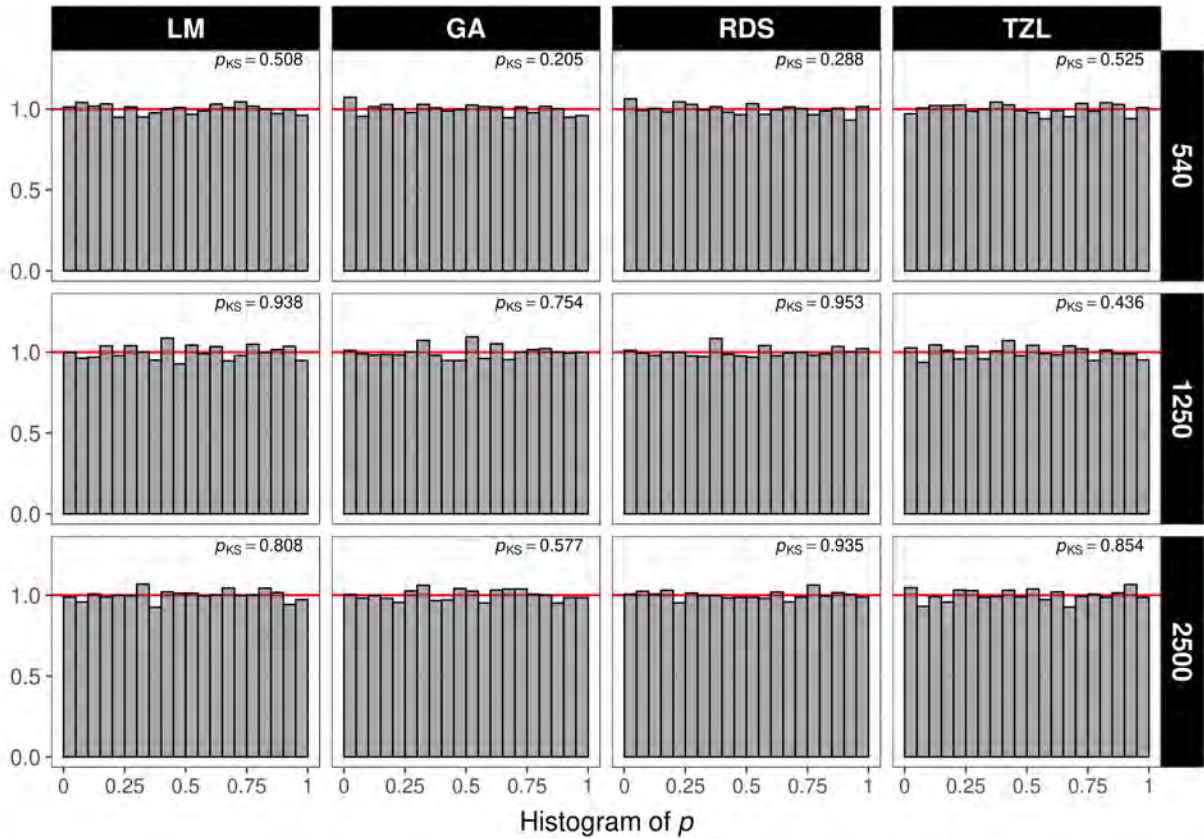 LM GA RDS TZL
pKS = 0.508 pKS = 0.205 pKS = 0.288 pKS = 0.525
1.0
0.5
0.0
540
pKS = 0.938 pKS = 0.754 pKS = 0.953 pKS = 0.436
1.0
0.5
0.0
1250
pKS = 0.808 pKS = 0.577 pKS = 0.935 pKS = 0.854
1.0
0.5
0.0
2500
0 0.25 0.5 0.75 1 0 0.25 0.5 0.75 1 0 0.25 0.5 0.75 1 0 0.25 0.5 0.75 1
Histogram of p